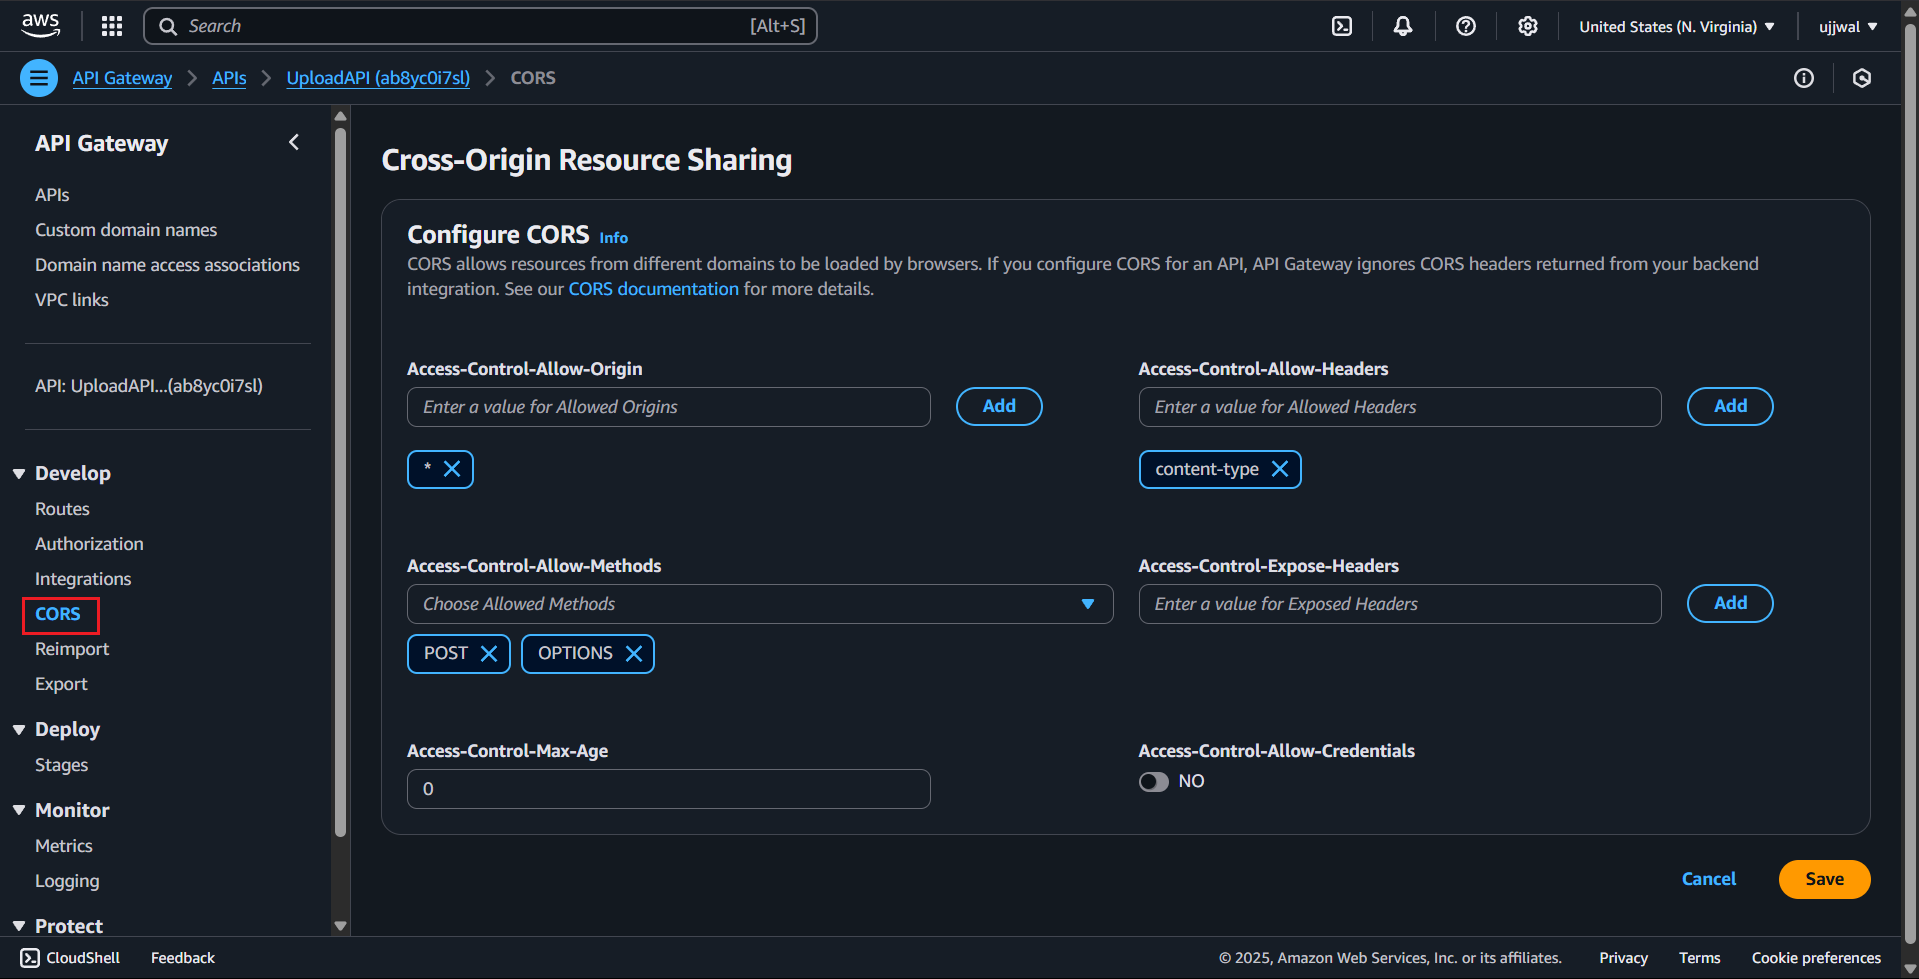 aws
Search [Alt+S]
United States (N. Virginia)
ujjwal
API Gateway
APIs
UploadAPI (ab8yc0i7sl)
CORS
API Gateway
APIs
Custom domain names
Domain name access associations
VPC links
API: UploadAPI...(ab8yc0i7sl)
Develop
Routes
Authorization
Integrations
CORS
Reimport
Export
Deploy
Stages
Monitor
Metrics
Logging
Protect
Cross-Origin Resource Sharing
Configure CORS Info
CORS allows resources from different domains to be loaded by browsers. If you configure CORS for an API, API Gateway ignores CORS headers returned from your backend
integration. See our CORS documentation for more details.
Access-Control-Allow-Origin
Enter a value for Allowed Origins
Add
*
Access-Control-Allow-Headers
Enter a value for Allowed Headers
Add
content-type
Access-Control-Allow-Methods
Choose Allowed Methods
POST
OPTIONS
Access-Control-Expose-Headers
Enter a value for Exposed Headers
Add
Access-Control-Max-Age
0
Access-Control-Allow-Credentials
NO
Cancel
Save
CloudShell
Feedback
© 2025, Amazon Web Services, Inc. or its affiliates.
Privacy
Terms
Cookie preferences